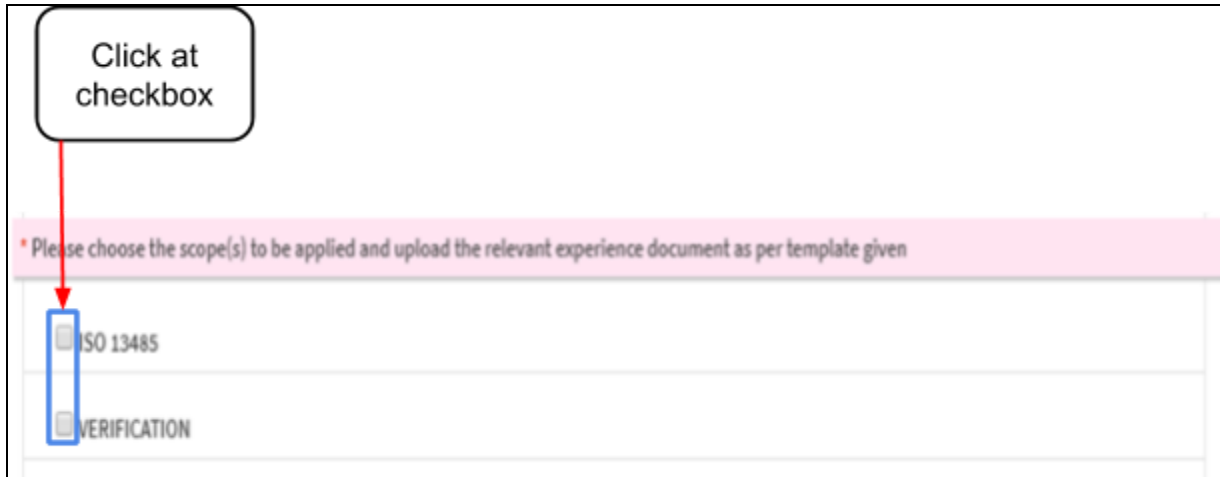 Click at
checkbox
* Please choose the scope(s) to be applied and upload the relevant experience document as per template given
ISO 13485
VERIFICATION